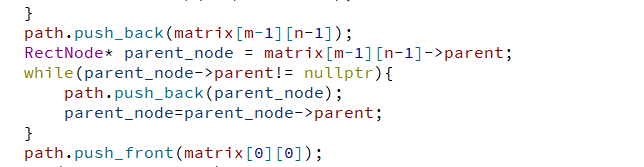 }
path.push_back(matrix[m-1][n-1]);
RectNode* parent_node = matrix[m-1][n-1]->parent;
while(parent_node->parent!= nullptr){
path.push_back(parent_node);
parent_node=parent_node->parent;
}
path.push_front(matrix[0][0]);